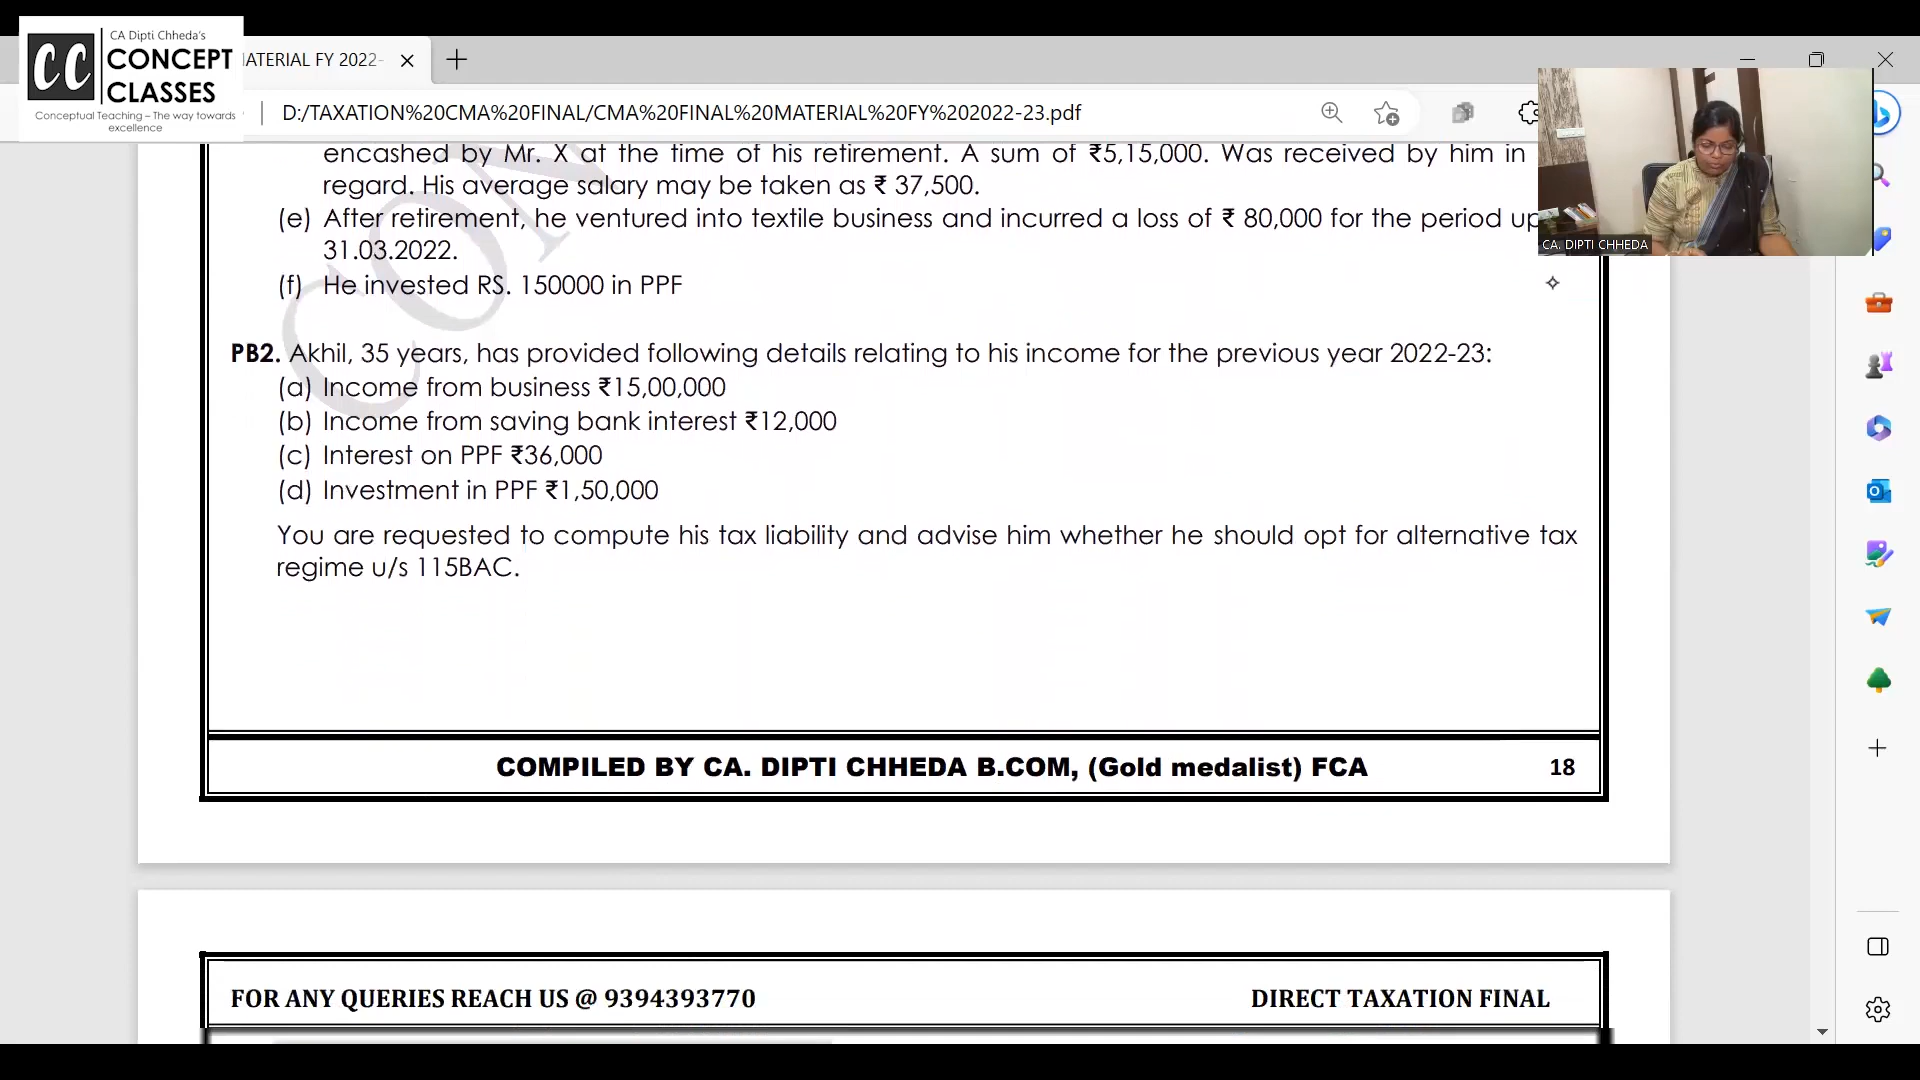 CA Dipti Chheda's
CC CONCEPT
CLASSES
Conceptual Teaching – The way towards
excellence
MATERIAL FY 2022-
D:/TAXATION%20CMA%20FINAL/CMA%20FINAL%20MATERIAL%20FY%202022-23.pdf
CA. DIPTI CHHEDA
encashed by Mr. X at the time of his retirement. A sum of ₹5,15,000. Was received by him in
regard. His average salary may be taken as ₹ 37,500.
(e) After retirement, he ventured into textile business and incurred a loss of ₹ 80,000 for the period up
31.03.2022.
(f) He invested RS. 150000 in PPF
PB2. Akhil, 35 years, has provided following details relating to his income for the previous year 2022-23:
(a) Income from business ₹15,00,000
(b) Income from saving bank interest ₹12,000
(c) Interest on PPF ₹36,000
(d) Investment in PPF ₹1,50,000
You are requested to compute his tax liability and advise him whether he should opt for alternative tax
regime u/s 115BAC.
COMPILED BY CA. DIPTI CHHEDA B.COM, (Gold medalist) FCA 18
FOR ANY QUERIES REACH US @ 9394393770 DIRECT TAXATION FINAL
CON